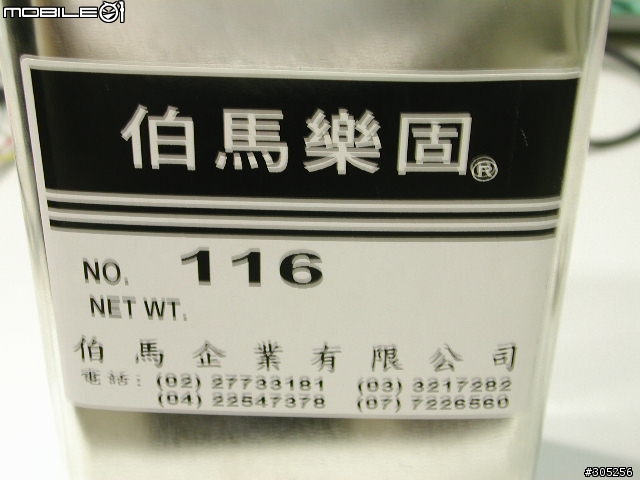 MOBILE01
伯馬樂固®
NO. 116
NET WT.
伯馬企業有限公司
電話：(02) 27733181 (03) 3217282
(04) 22547378 (07) 7226560
#305256